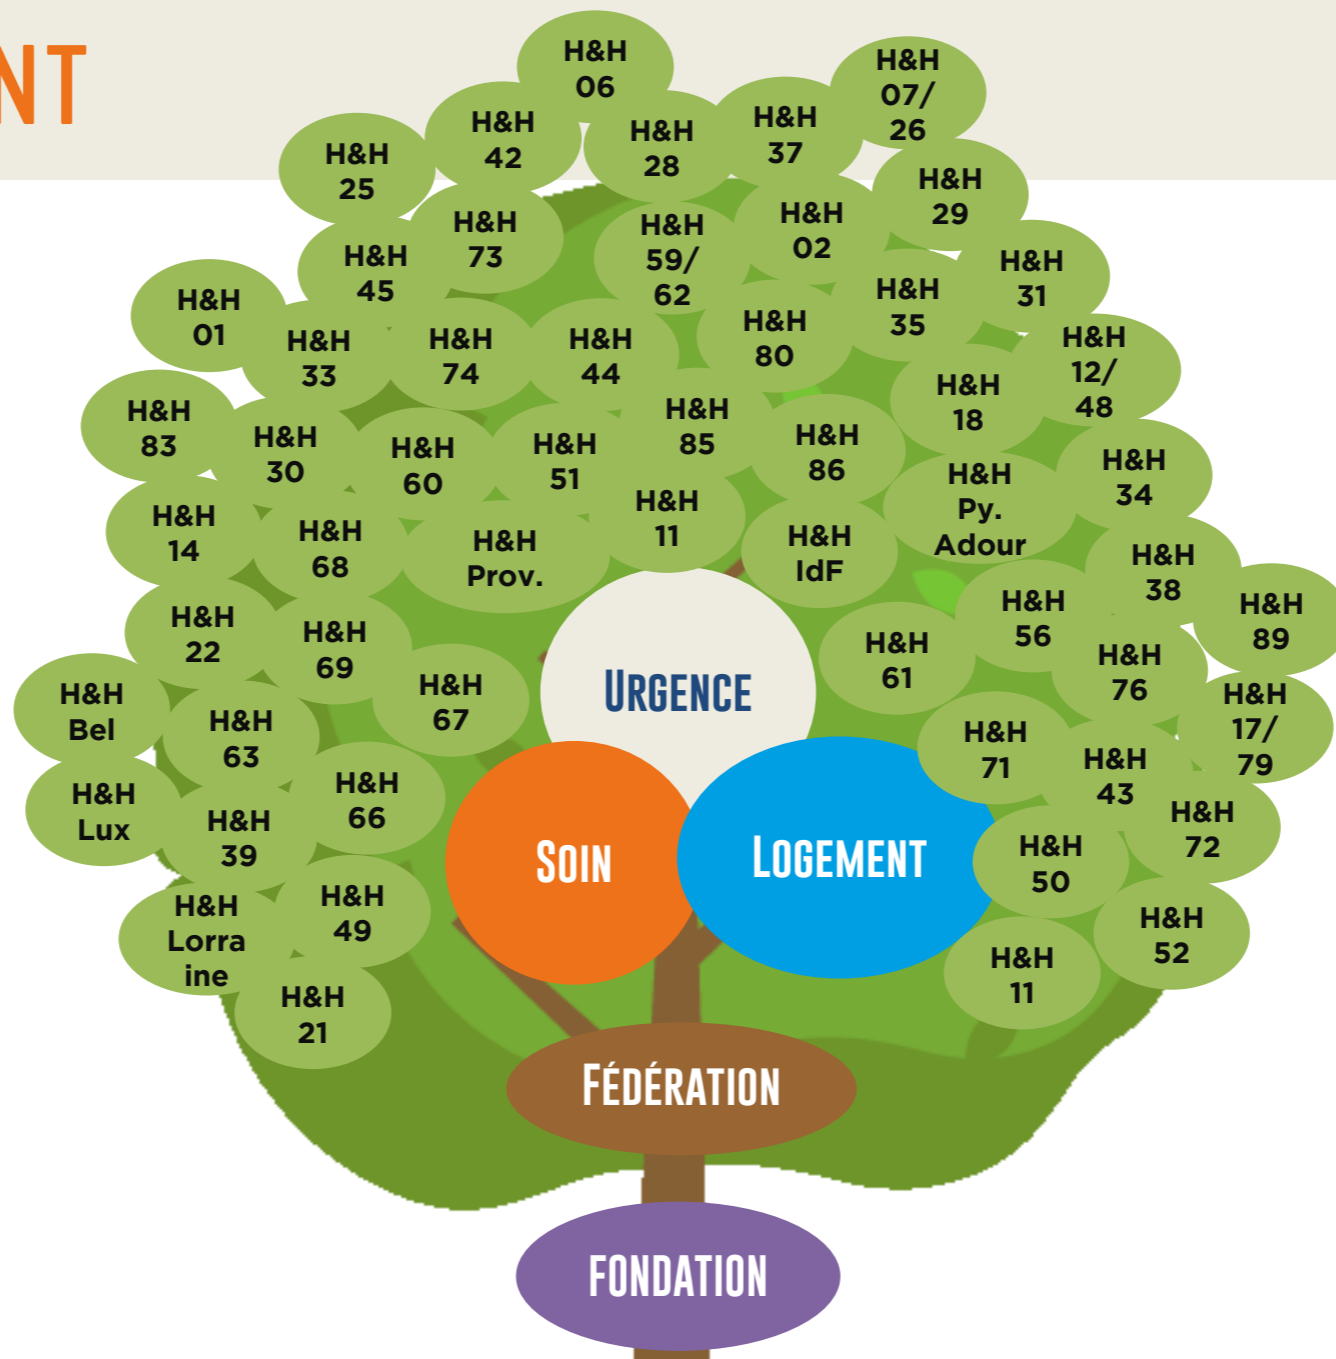 NT
H&H
06
H&H
07/
26
H&H
42
H&H
28
H&H
37
H&H
25
H&H
29
H&H
73
H&H
59/
62
H&H
02
H&H
45
H&H
31
H&H
01
H&H
33
H&H
74
H&H
44
H&H
80
H&H
35
H&H
12/
48
H&H
83
H&H
30
H&H
60
H&H
51
H&H
85
H&H
86
H&H
18
H&H
34
H&H
14
H&H
68
H&H
Prov.
H&H
11
H&H
IdF
H&H
Py.
Adour
H&H
38
H&H
22
H&H
69
H&H
67
H&H
61
H&H
56
H&H
76
H&H
89
H&H
Bel
H&H
63
URGENCE
H&H
71
H&H
43
H&H
17/
79
H&H
Lux
H&H
39
H&H
66
SOIN
LOGEMENT
H&H
50
H&H
72
H&H
Lorra
ine
H&H
49
H&H
52
H&H
21
H&H
11
FÉDÉRATION
FONDATION